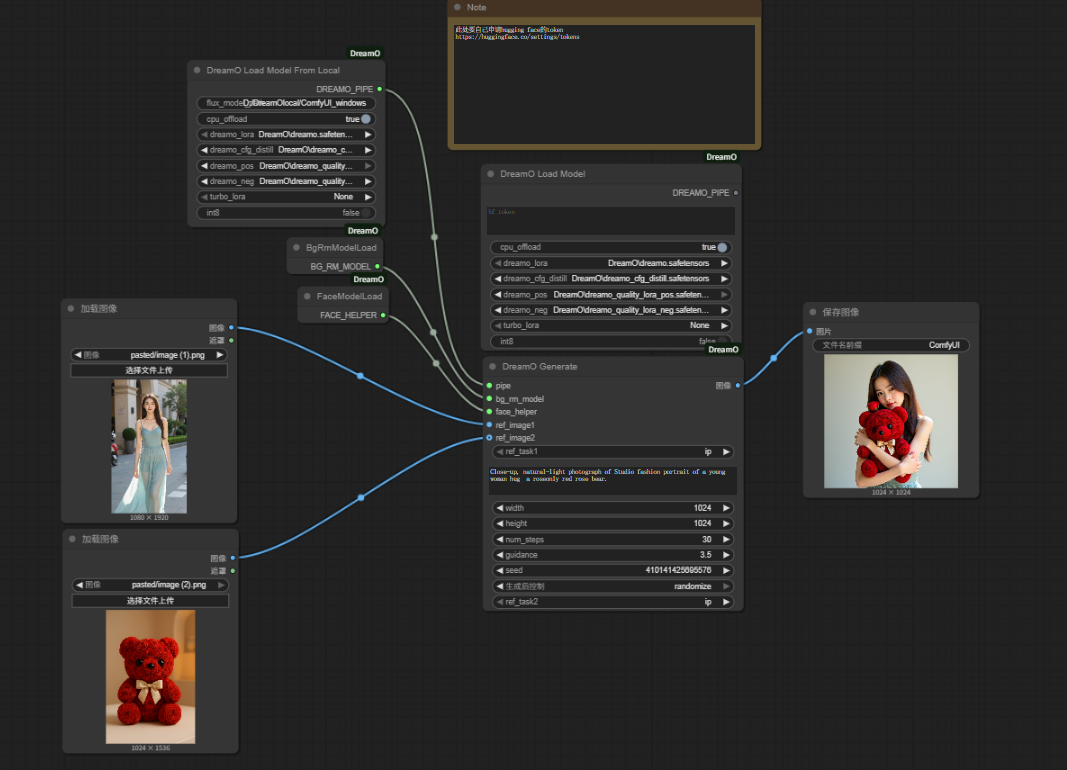 Note
此处要自己申请hugging face的token
https://huggingface.co/settings/tokens
DreamO
DreamO Load Model From Local
DREAMO_PIPE
DreamOlocal/ComfyUI_windows
cpu_offload true
dreamo_lora DreamO\dreamo.safeten...
dreamo_cfg_distill DreamO\dreamo_c...
dreamo_pos DreamO\dreamo_quality...
dreamo_neg DreamO\dreamo_quality...
turbo_lora None
int8 false
DreamO
BgRmModelLoad
BG_RM_MODEL
DreamO
FaceModelLoad
FACE_HELPER
DreamO
DreamO Load Model
DREAMO_PIPE
hf_token
cpu_offload true
dreamo_lora DreamO\dreamo.safetensors
dreamo_cfg_distill DreamO\dreamo_cfg_distill.safetensors
dreamo_pos DreamO\dreamo_quality_lora_pos.safeten...
dreamo_neg DreamO\dreamo_quality_lora_neg.safeten...
turbo_lora None
int8 false
加载图像
图像
遮罩
图像 pasted/image (1).png
选择文件上传
1080 × 1920
加载图像
图像
遮罩
图像 pasted/image (2).png
选择文件上传
1024 × 1536
DreamO
DreamO Generate
pipe 图像
bg_rm_model
face_helper
ref_image1
ref_image2
ref_task1 ip
Close-up, natural-light photograph of Studio fashion portrait of a young
woman hug a rossonly red rose bear.
width 1024
height 1024
num_steps 30
guidance 3.5
seed 410141425695576
生成后控制 randomize
ref_task2 ip
保存图像
图片
文件名前缀 ComfyUI
1024 × 1024